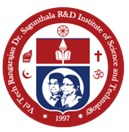 Vel Tech Rangarajan Dr. Sagunthala R&D Institute of Science and Technology
• 1997 •